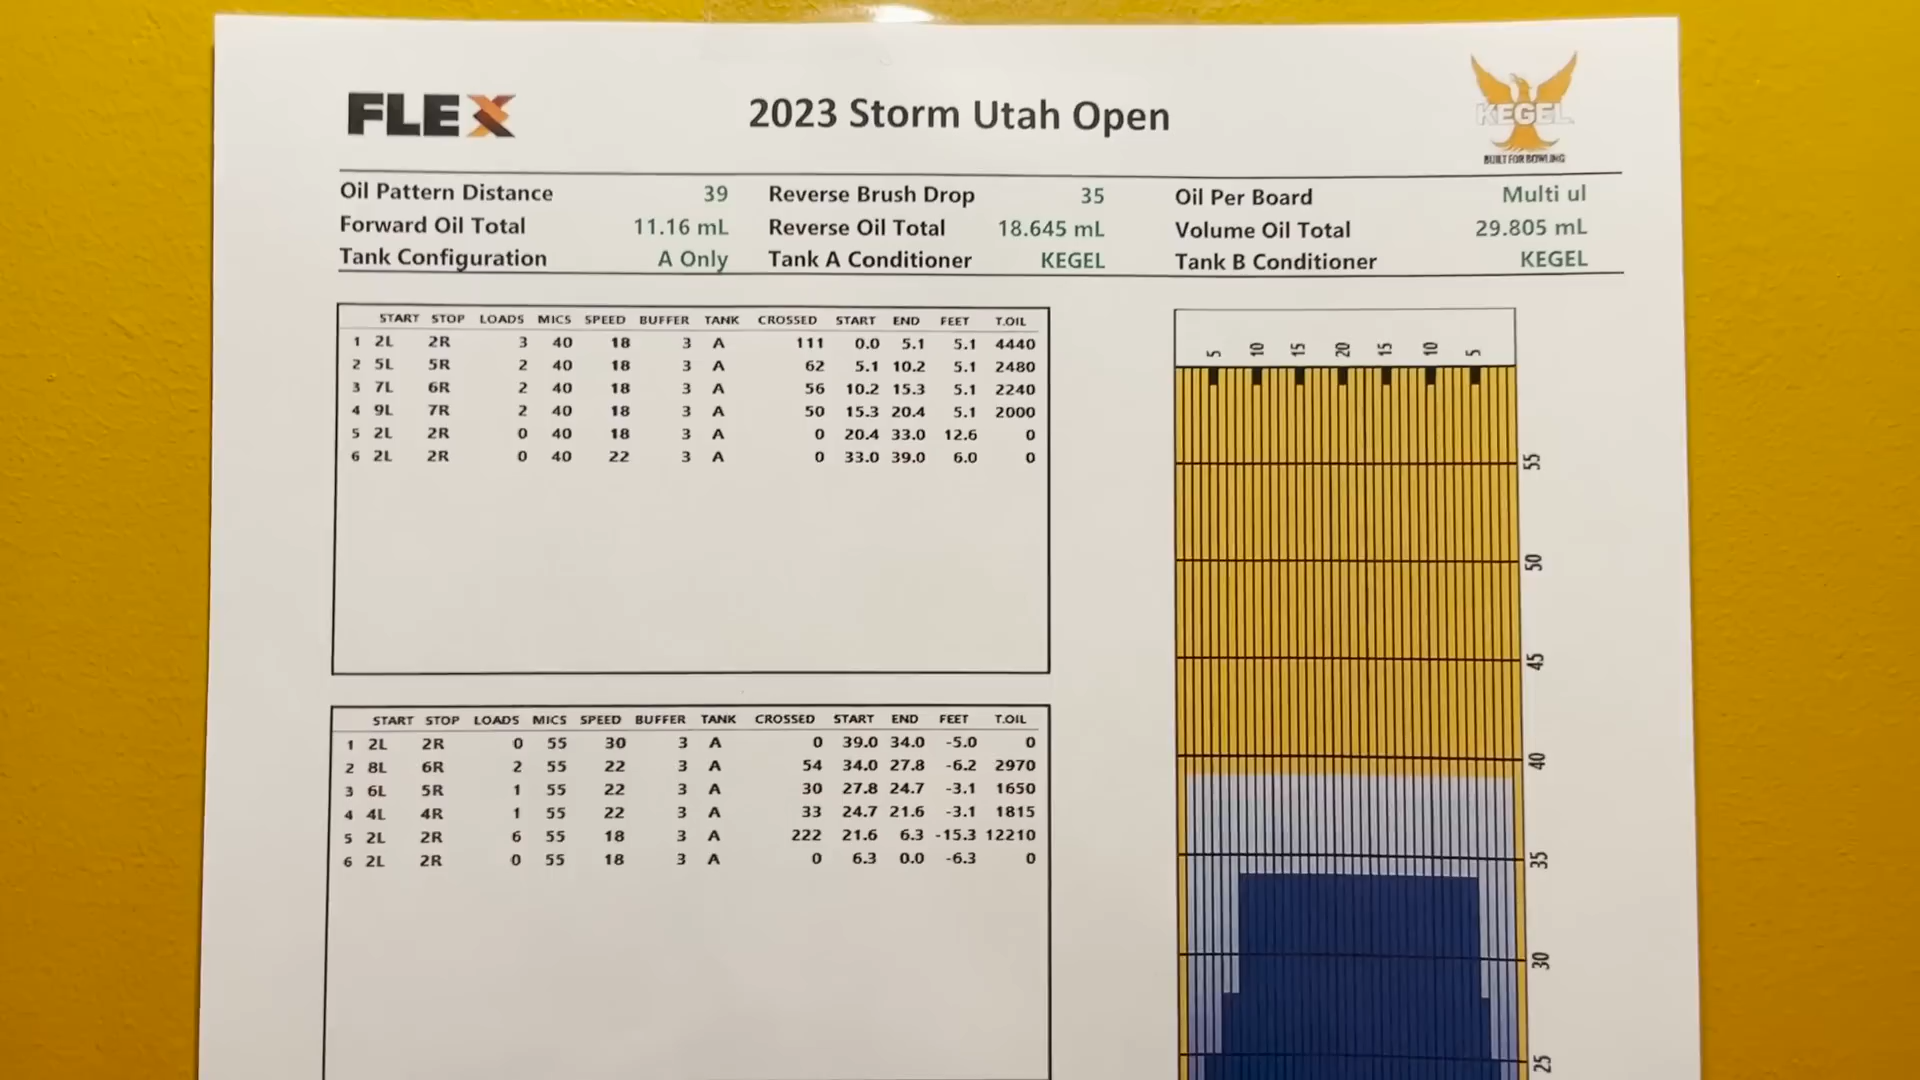 FLEX
2023 Storm Utah Open
KEGEL
BUILT FOR BOWLING
Oil Pattern Distance 39 Reverse Brush Drop 35 Oil Per Board Multi ul
Forward Oil Total 11.16 mL Reverse Oil Total 18.645 mL Volume Oil Total 29.805 mL
Tank Configuration A Only Tank A Conditioner KEGEL Tank B Conditioner KEGEL
START STOP LOADS MICS SPEED BUFFER TANK CROSSED START END FEET T.OIL
1 2L 2R 3 40 18 3 A 111 0.0 5.1 5.1 4440
2 5L 5R 2 40 18 3 A 62 5.1 10.2 5.1 2480
3 7L 6R 2 40 18 3 A 56 10.2 15.3 5.1 2240
4 9L 7R 2 40 18 3 A 50 15.3 20.4 5.1 2000
5 2L 2R 0 40 18 3 A 0 20.4 33.0 12.6 0
6 2L 2R 0 40 22 3 A 0 33.0 39.0 6.0 0
START STOP LOADS MICS SPEED BUFFER TANK CROSSED START END FEET T.OIL
1 2L 2R 0 55 30 3 A 0 39.0 34.0 -5.0 0
2 8L 6R 2 55 22 3 A 54 34.0 27.8 -6.2 2970
3 6L 5R 1 55 22 3 A 30 27.8 24.7 -3.1 1650
4 4L 4R 1 55 22 3 A 33 24.7 21.6 -3.1 1815
5 2L 2R 6 55 18 3 A 222 21.6 6.3 -15.3 12210
6 2L 2R 0 55 18 3 A 0 6.3 0.0 -6.3 0
5 10 15 20 15 10 5
55
50
45
40
35
30
25